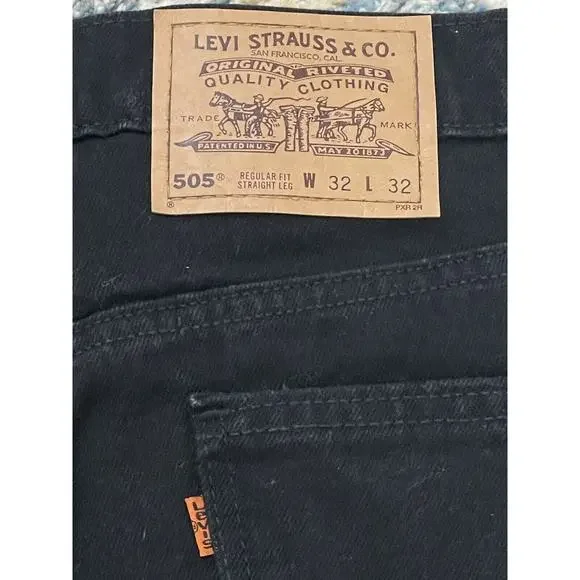 LEVI STRAUSS & CO.
SAN FRANCISCO, CAL.
ORIGINAL RIVETED
QUALITY CLOTHING
TRADE MARK
PATENTED IN U.S. MAY 20 1873
505® REGULAR FIT STRAIGHT LEG W 32 L 32
® PXR 2H
LEVI'S
®